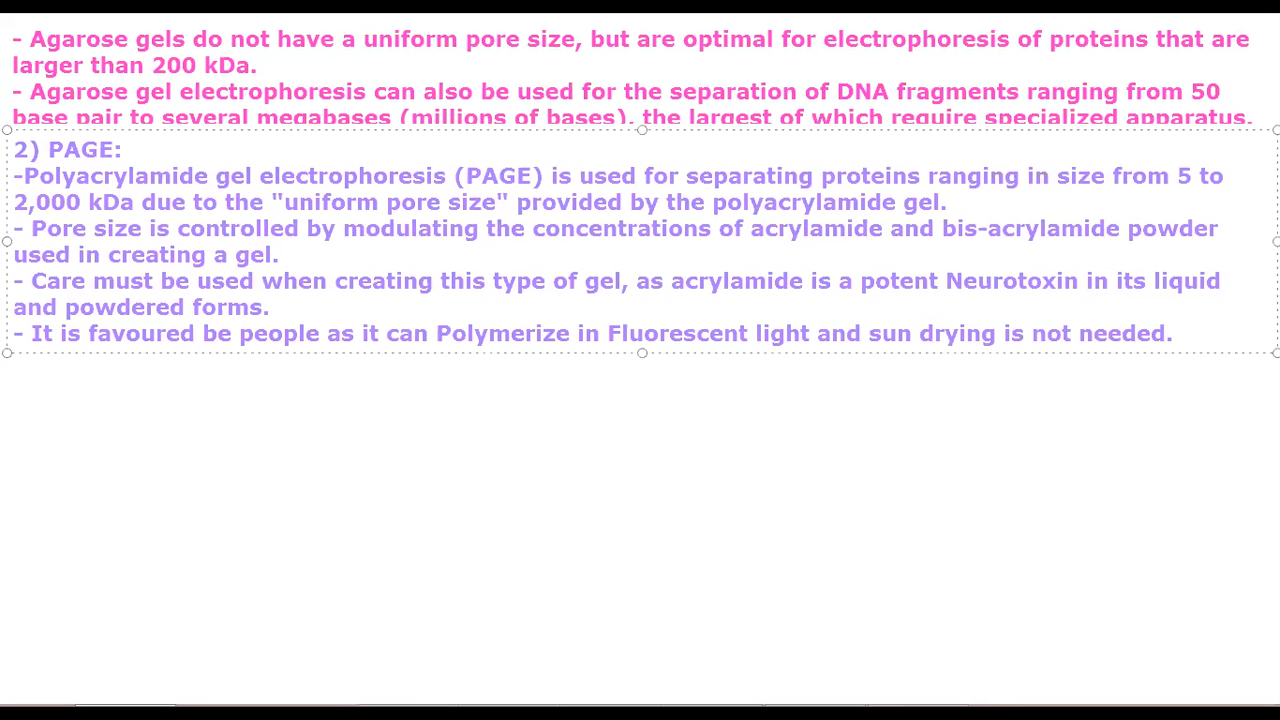 - Agarose gels do not have a uniform pore size, but are optimal for electrophoresis of proteins that are
larger than 200 kDa.
- Agarose gel electrophoresis can also be used for the separation of DNA fragments ranging from 50
base pair to several megabases (millions of bases), the largest of which require specialized apparatus.
2) PAGE:
-Polyacrylamide gel electrophoresis (PAGE) is used for separating proteins ranging in size from 5 to
2,000 kDa due to the "uniform pore size" provided by the polyacrylamide gel.
- Pore size is controlled by modulating the concentrations of acrylamide and bis-acrylamide powder
used in creating a gel.
- Care must be used when creating this type of gel, as acrylamide is a potent Neurotoxin in its liquid
and powdered forms.
- It is favoured be people as it can Polymerize in Fluorescent light and sun drying is not needed.